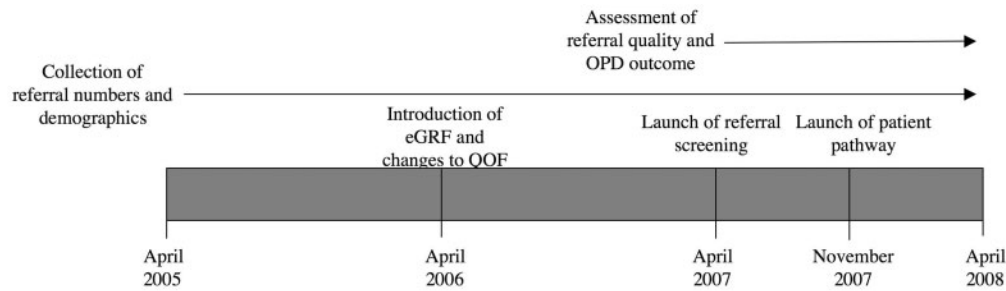 Assessment of
referral quality and
OPD outcome
Collection of
referral numbers and
demographics
Introduction of
eGRF and
changes to QOF
Launch of referral
screening
Launch of patient
pathway
April
2005
April
2006
April
2007
November
2007
April
2008